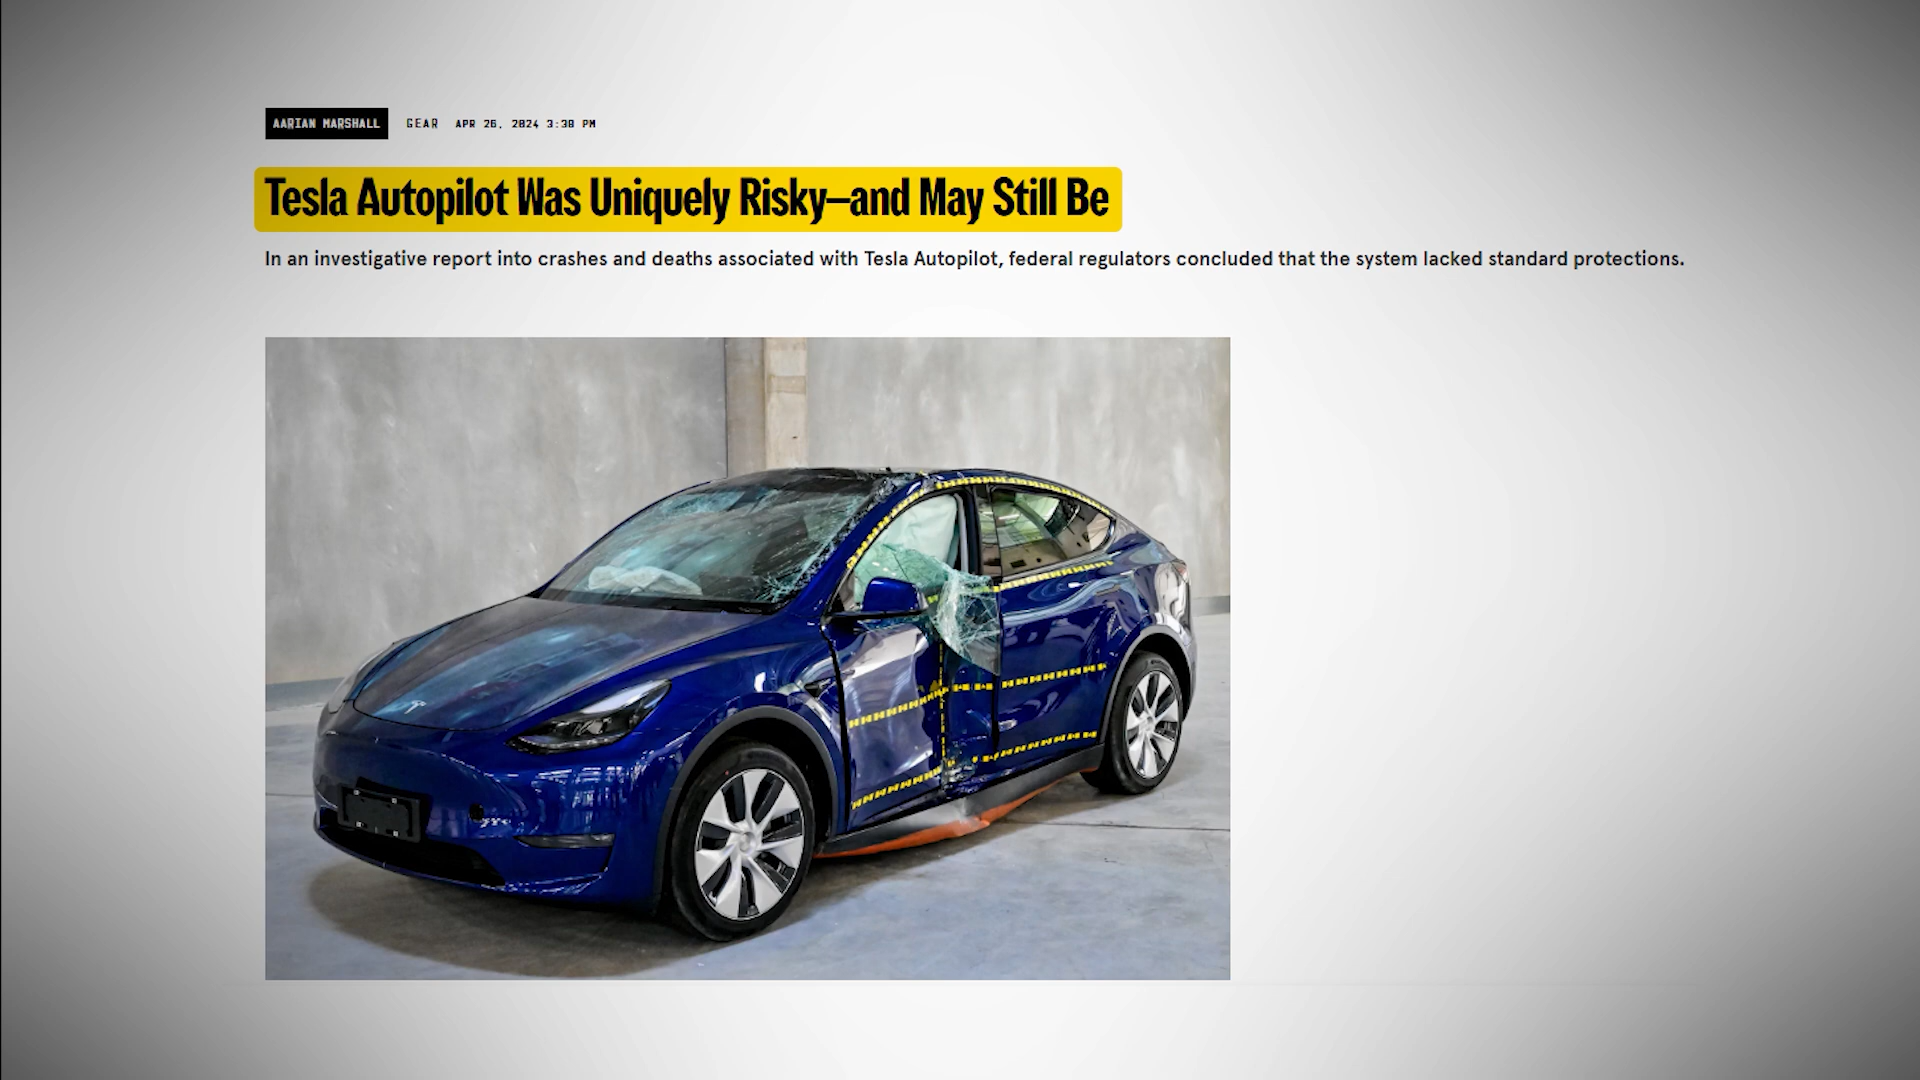 AARIAN MARSHALL GEAR APR 26, 2024 3:38 PM
Tesla Autopilot Was Uniquely Risky—and May Still Be
In an investigative report into crashes and deaths associated with Tesla Autopilot, federal regulators concluded that the system lacked standard protections.